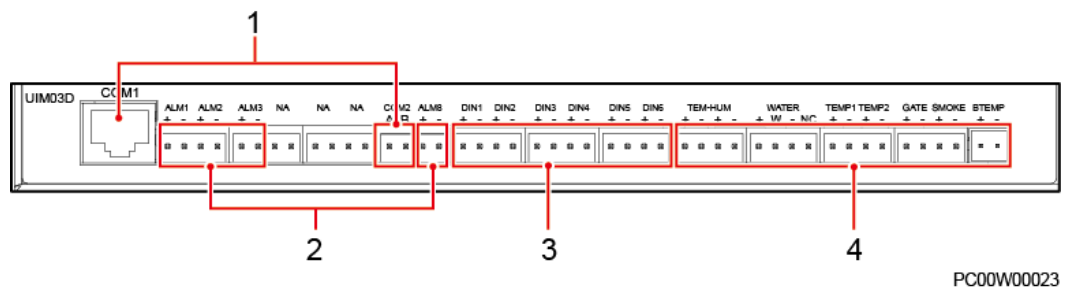 1
UIM03D COM1 ALM1 ALM2 ALM3 NA NA NA COM2 ALM8 DIN1 DIN2 DIN3 DIN4 DIN5 DIN6 TEM-HUM WATER TEMP1 TEMP2 GATE SMOKE BTEMP
+ - + - + - A B + - + - + - + - + - + - + - + - + - + W - NC + - + - + - + - + -
2 3 4
PC00W00023